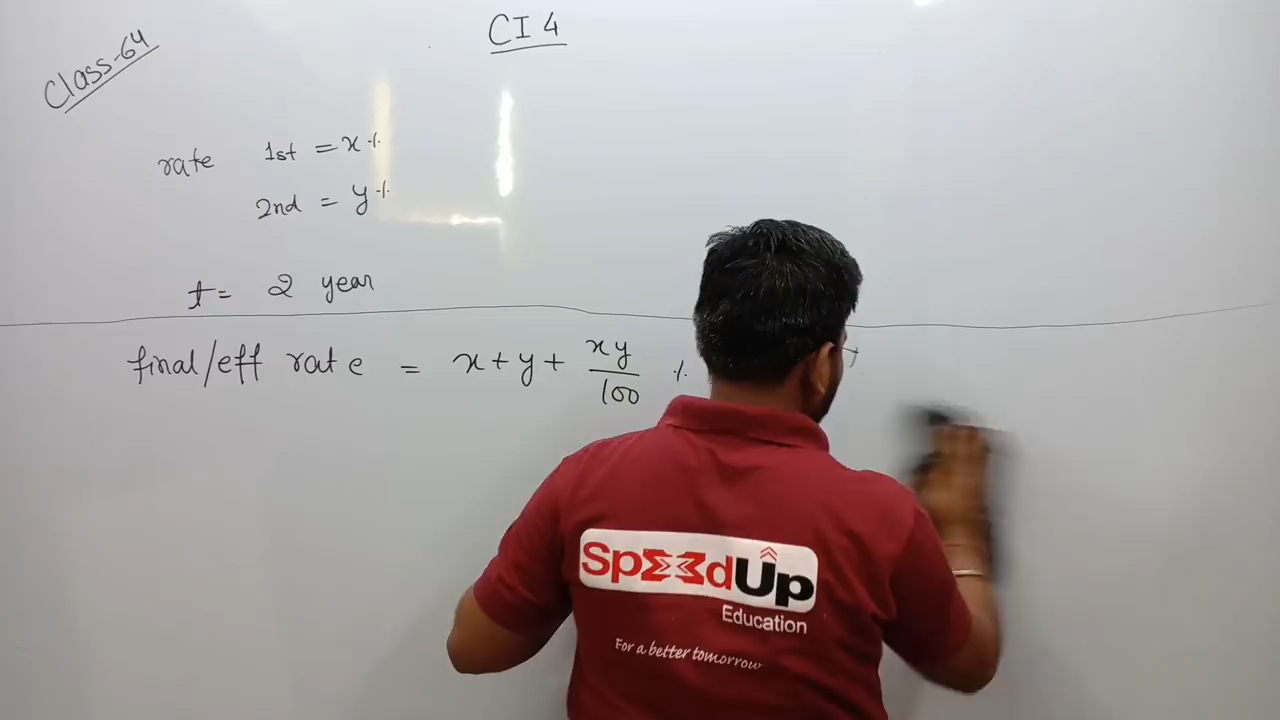 Class-64
CI 4
rate 1st = x%
2nd = y%
t = 2 year
final/eff rate = x + y + xy/100 %
SpeedUp
Education
For a better tomorrow